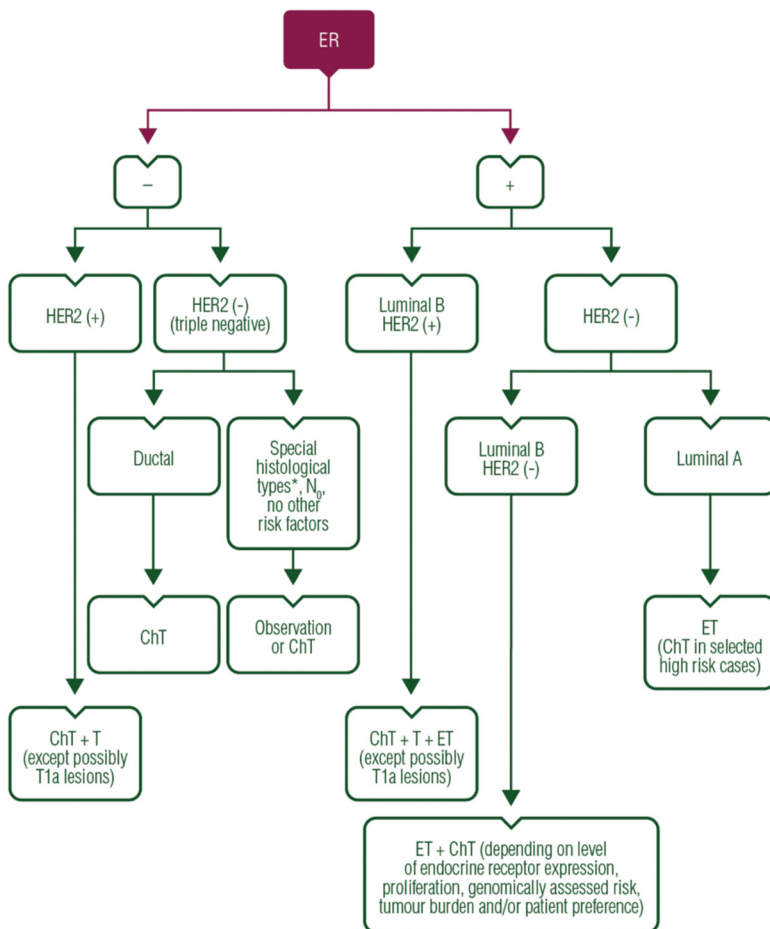 ER
–
+
HER2 (+)
HER2 (-)
(triple negative)
Luminal B
HER2 (+)
HER2 (-)
Ductal
Special
histological
types*, N0,
no other
risk factors
Luminal B
HER2 (-)
Luminal A
ChT
Observation
or ChT
ET
(ChT in selected
high risk cases)
ChT + T
(except possibly
T1a lesions)
ChT + T + ET
(except possibly
T1a lesions)
ET + ChT (depending on level
of endocrine receptor expression,
proliferation, genomically assessed risk,
tumour burden and/or patient preference)